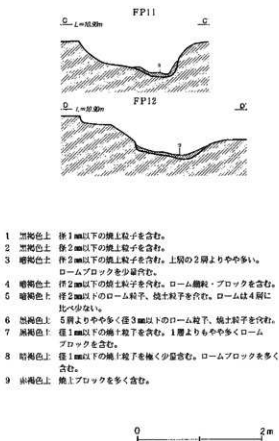 FP11
C
L=10.90m
C'
FP12
D
L=10.90m
D'
1 黒褐色土 径1mm以下の焼土粒子を含む。
2 黒褐色土 径2mm以下の焼土粒子を含む。
3 暗褐色土 径2mm以下の焼土粒子を含む。上層の2層よりやや多い。
ロームブロックを少量含む。
4 暗褐色土 径2mm以下の焼土粒子を含む。ローム細粒・ブロックを含む。
5 暗褐色土 径2mm以下のローム粒子、焼土粒子を含む。ロームは4層に
比べ少ない。
6 黒褐色土 5層よりやや多く径3mm以下のローム粒子、焼土粒子を含む。
7 黒褐色土 径1mm以下の焼土粒子を含む。1層よりもやや多くローム
ブロックを含む。
8 暗褐色土 径1mm以下の焼土粒子を極く少量含む。ロームブロックを多く
含む。
9 赤褐色土 焼土ブロックを多く含む。
0 2m